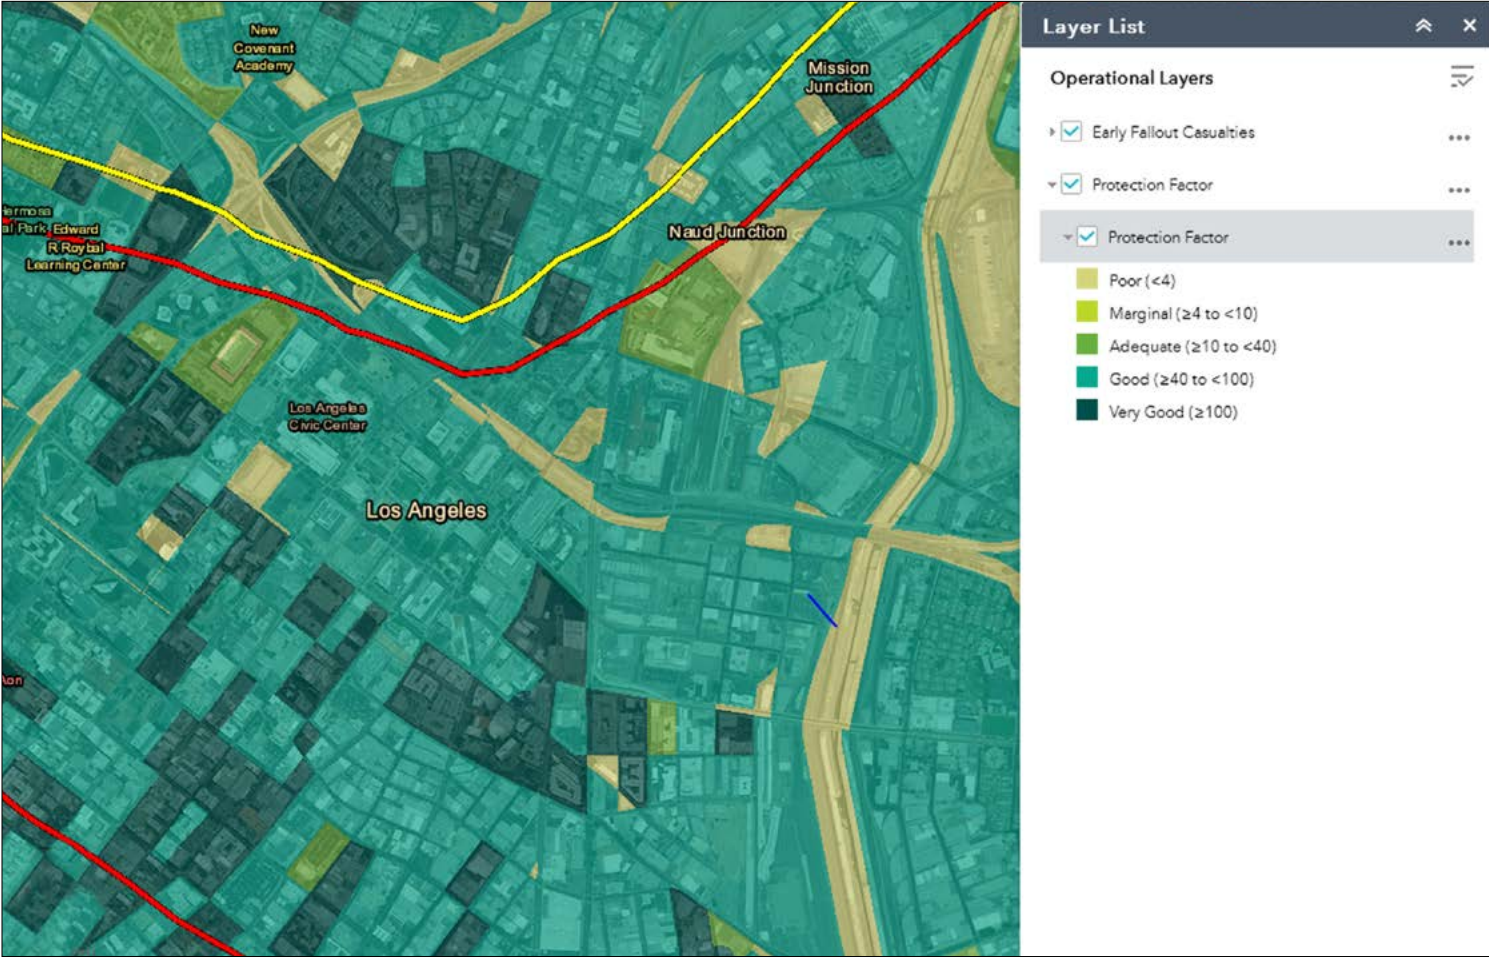 New
Covenant
Academy
Mission
Junction
Hermosa
al Park Edward
R Roybal
Learning Center
Naud Junction
Los Angeles
Civic Center
Los Angeles
Layer List
Operational Layers
Early Fallout Casualties
Protection Factor
Protection Factor
Poor (<4)
Marginal (≥4 to <10)
Adequate (≥10 to <40)
Good (≥40 to <100)
Very Good (≥100)